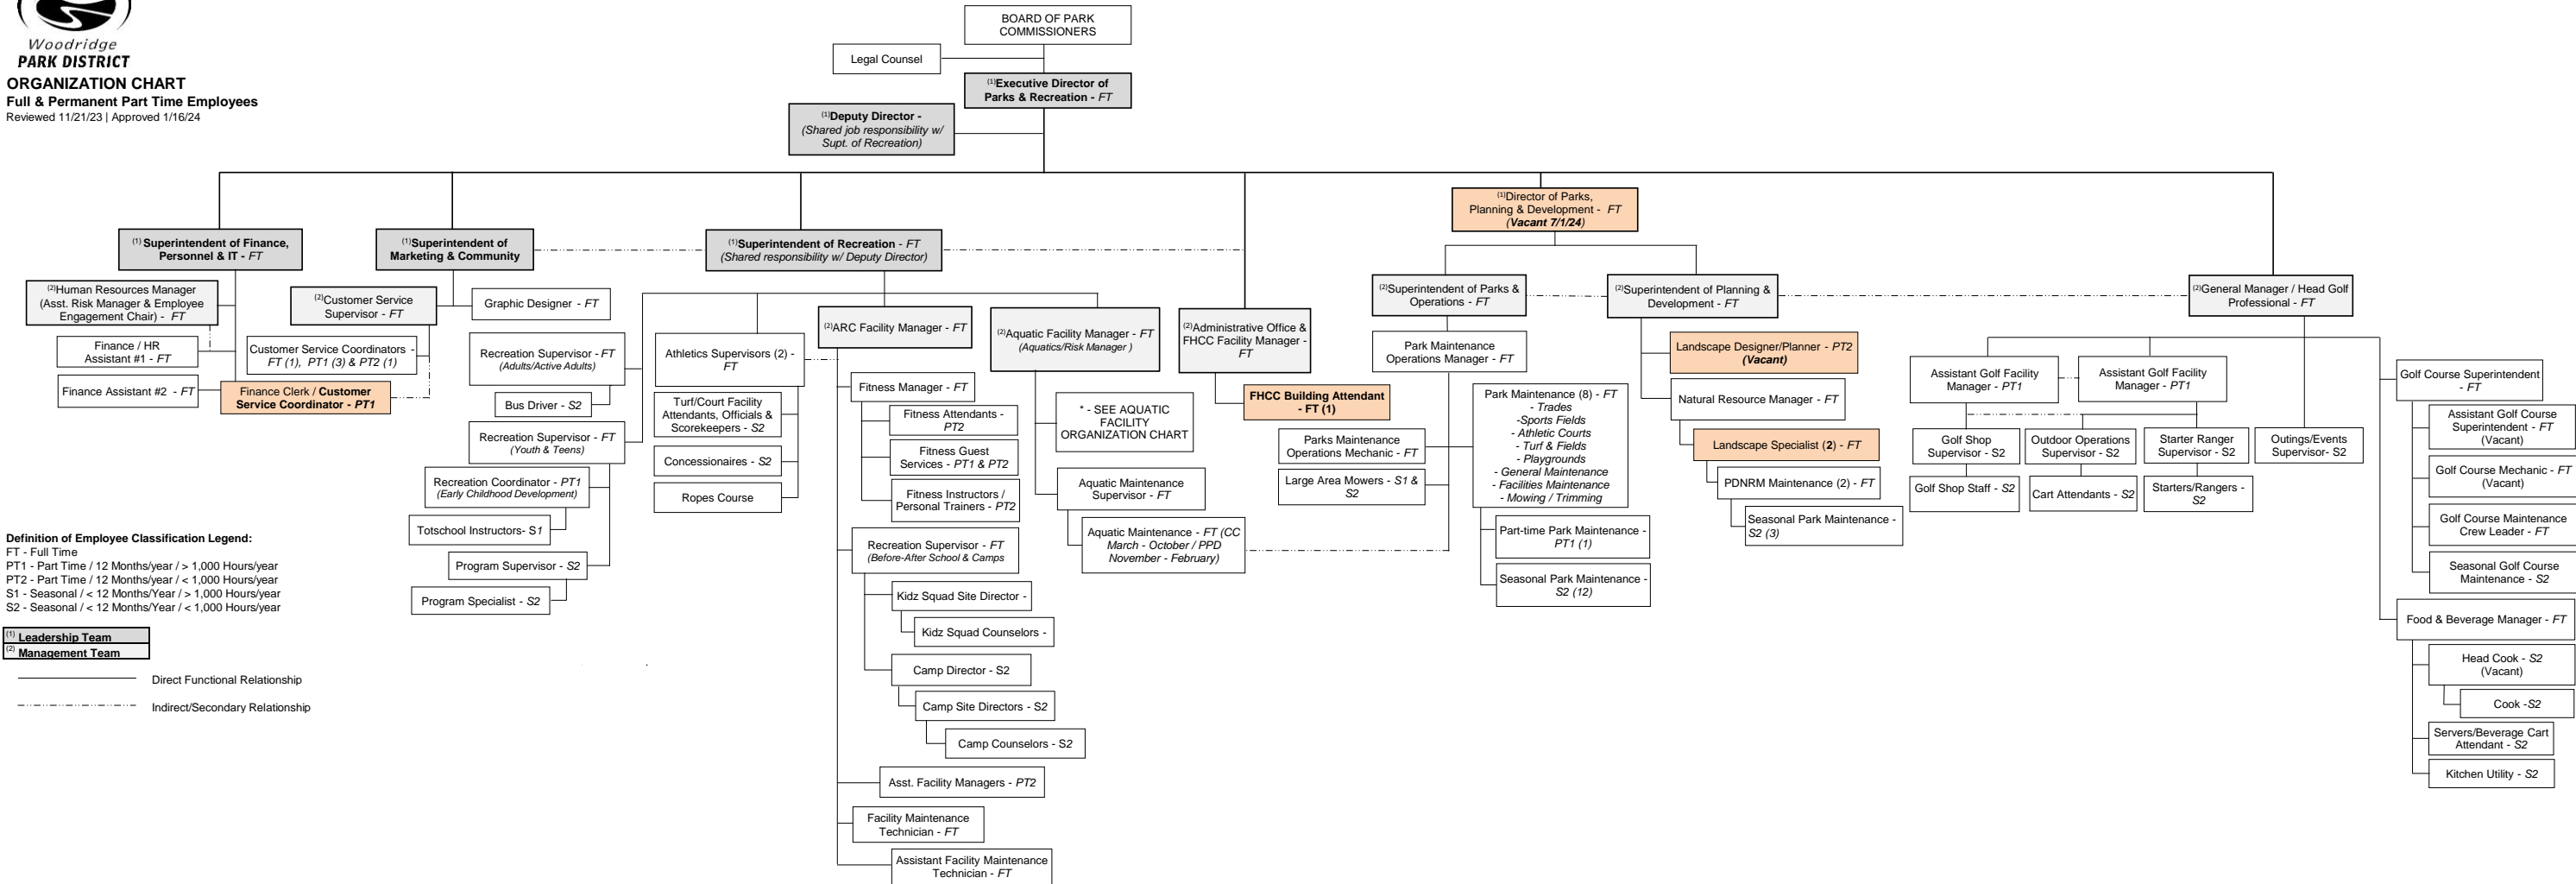 Woodridge
PARK DISTRICT
ORGANIZATION CHART
Full & Permanent Part Time Employees
Reviewed 11/21/23 | Approved 1/16/24
BOARD OF PARK
COMMISSIONERS
Legal Counsel
(1)Executive Director of
Parks & Recreation - FT
(1)Deputy Director -
(Shared job responsibility w/
Supt. of Recreation)
(1)Director of Parks,
Planning & Development - FT
(Vacant 7/1/24)
(1) Superintendent of Finance,
Personnel & IT - FT
(1)Superintendent of
Marketing & Community
(1)Superintendent of Recreation - FT
(Shared responsibility w/ Deputy Director)
(2)Human Resources Manager
(Asst. Risk Manager & Employee
Engagement Chair) - FT
Finance / HR
Assistant #1 - FT
Finance Assistant #2 - FT
(2)Customer Service
Supervisor - FT
Graphic Designer - FT
Customer Service Coordinators -
FT (1), PT1 (3) & PT2 (1)
Finance Clerk / Customer
Service Coordinator - PT1
Recreation Supervisor - FT
(Adults/Active Adults)
Bus Driver - S2
Recreation Supervisor - FT
(Youth & Teens)
Recreation Coordinator - PT1
(Early Childhood Development)
Totschool Instructors- S1
Program Supervisor - S2
Program Specialist - S2
Athletics Supervisors (2) -
FT
Turf/Court Facility
Attendants, Officials &
Scorekeepers - S2
Concessionaires - S2
Ropes Course
(2)ARC Facility Manager - FT
Fitness Manager - FT
Fitness Attendants -
PT2
Fitness Guest
Services - PT1 & PT2
Fitness Instructors /
Personal Trainers - PT2
Recreation Supervisor - FT
(Before-After School & Camps
Kidz Squad Site Director -
Kidz Squad Counselors -
Camp Director - S2
Camp Site Directors - S2
Camp Counselors - S2
Asst. Facility Managers - PT2
Facility Maintenance
Technician - FT
Assistant Facility Maintenance
Technician - FT
(2)Aquatic Facility Manager - FT
(Aquatics/Risk Manager )
* - SEE AQUATIC
FACILITY
ORGANIZATION CHART
Aquatic Maintenance
Supervisor - FT
Aquatic Maintenance - FT (CC
March - October / PPD
November - February)
(2)Administrative Office &
FHCC Facility Manager -
FT
FHCC Building Attendant
- FT (1)
(2)Superintendent of Parks &
Operations - FT
Park Maintenance
Operations Manager - FT
Parks Maintenance
Operations Mechanic - FT
Large Area Mowers - S1 &
S2
Park Maintenance (8) - FT
- Trades
-Sports Fields
- Athletic Courts
- Turf & Fields
- Playgrounds
- General Maintenance
- Facilities Maintenance
- Mowing / Trimming
Part-time Park Maintenance -
PT1 (1)
Seasonal Park Maintenance -
S2 (12)
(2)Superintendent of Planning &
Development - FT
Landscape Designer/Planner - PT2
(Vacant)
Natural Resource Manager - FT
Landscape Specialist (2) - FT
PDNRM Maintenance (2) - FT
Seasonal Park Maintenance -
S2 (3)
(2)General Manager / Head Golf
Professional - FT
Assistant Golf Facility
Manager - PT1
Assistant Golf Facility
Manager - PT1
Golf Shop
Supervisor - S2
Golf Shop Staff - S2
Outdoor Operations
Supervisor - S2
Cart Attendants - S2
Starter Ranger
Supervisor - S2
Starters/Rangers -
S2
Outings/Events
Supervisor- S2
Golf Course Superintendent
- FT
Assistant Golf Course
Superintendent - FT
(Vacant)
Golf Course Mechanic - FT
(Vacant)
Golf Course Maintenance
Crew Leader - FT
Seasonal Golf Course
Maintenance - S2
Food & Beverage Manager - FT
Head Cook - S2
(Vacant)
Cook -S2
Servers/Beverage Cart
Attendant - S2
Kitchen Utility - S2
Definition of Employee Classification Legend:
FT - Full Time
PT1 - Part Time / 12 Months/year / > 1,000 Hours/year
PT2 - Part Time / 12 Months/year / < 1,000 Hours/year
S1 - Seasonal / < 12 Months/Year / > 1,000 Hours/year
S2 - Seasonal / < 12 Months/Year / < 1,000 Hours/year
(1) Leadership Team
(2) Management Team
Direct Functional Relationship
Indirect/Secondary Relationship